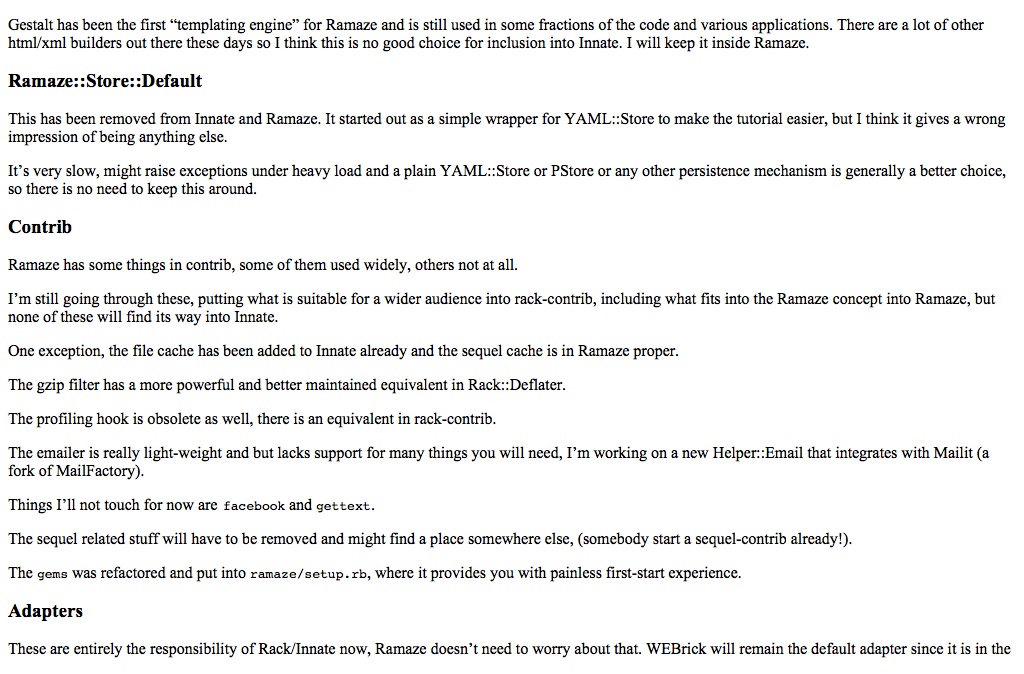 Gestalt has been the first “templating engine” for Ramaze and is still used in some fractions of the code and various applications. There are a lot of other
html/xml builders out there these days so I think this is no good choice for inclusion into Innate. I will keep it inside Ramaze.
Ramaze::Store::Default
This has been removed from Innate and Ramaze. It started out as a simple wrapper for YAML::Store to make the tutorial easier, but I think it gives a wrong
impression of being anything else.
It’s very slow, might raise exceptions under heavy load and a plain YAML::Store or PStore or any other persistence mechanism is generally a better choice,
so there is no need to keep this around.
Contrib
Ramaze has some things in contrib, some of them used widely, others not at all.
I’m still going through these, putting what is suitable for a wider audience into rack-contrib, including what fits into the Ramaze concept into Ramaze, but
none of these will find its way into Innate.
One exception, the file cache has been added to Innate already and the sequel cache is in Ramaze proper.
The gzip filter has a more powerful and better maintained equivalent in Rack::Deflater.
The profiling hook is obsolete as well, there is an equivalent in rack-contrib.
The emailer is really light-weight and but lacks support for many things you will need, I’m working on a new Helper::Email that integrates with Mailit (a
fork of MailFactory).
Things I’ll not touch for now are facebook and gettext.
The sequel related stuff will have to be removed and might find a place somewhere else, (somebody start a sequel-contrib already!).
The gems was refactored and put into ramaze/setup.rb, where it provides you with painless first-start experience.
Adapters
These are entirely the responsibility of Rack/Innate now, Ramaze doesn’t need to worry about that. WEBrick will remain the default adapter since it is in the